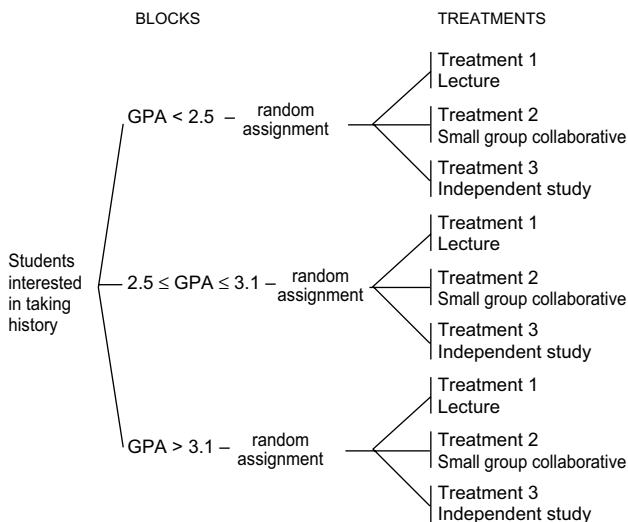 BLOCKS TREATMENTS
Treatment 1
Lecture
GPA < 2.5 – random assignment
Treatment 2
Small group collaborative
Treatment 3
Independent study
Students
interested
in taking
history
Treatment 1
Lecture
2.5 ≤ GPA ≤ 3.1 – random assignment
Treatment 2
Small group collaborative
Treatment 3
Independent study
Treatment 1
Lecture
GPA > 3.1 – random assignment
Treatment 2
Small group collaborative
Treatment 3
Independent study